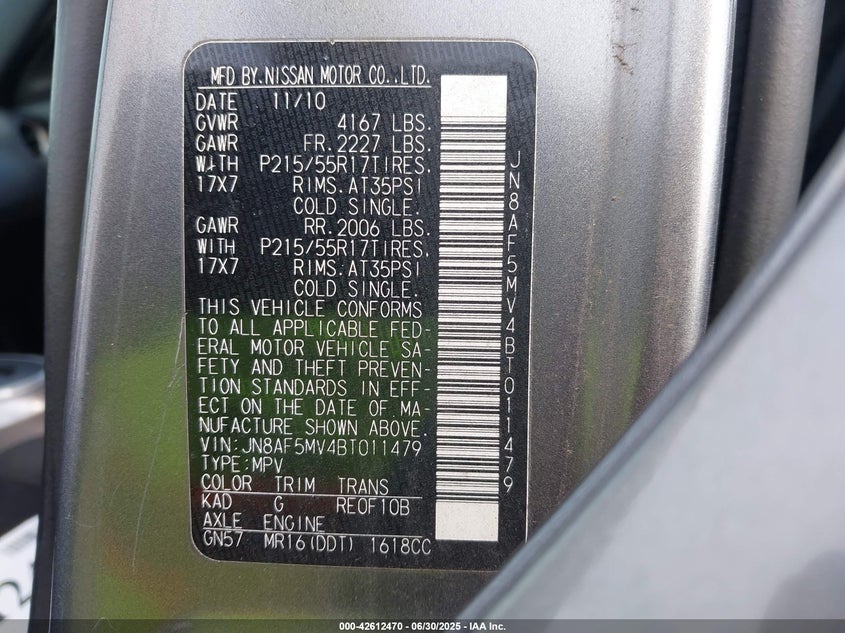 MFD BY.NISSAN MOTOR CO.,LTD.
DATE 11/10
GVWR 4167 LBS.
GAWR FR.2227 LBS.
WITH P215/55R17TIRES.
17X7 RIMS.AT35PSI
COLD SINGLE.
GAWR RR.2006 LBS.
WITH P215/55R17TIRES.
17X7 RIMS.AT35PSI
COLD SINGLE.
THIS VEHICLE CONFORMS
TO ALL APPLICABLE FED-
ERAL MOTOR VEHICLE SA-
FETY AND THEFT PREVEN-
TION STANDARDS IN EFF-
ECT ON THE DATE OF MA-
NUFACTURE SHOWN ABOVE.
VIN:JN8AF5MV4BT011479
TYPE:MPV
COLOR TRIM TRANS
KAD G RE0F10B
AXLE ENGINE
GN57 MR16(DDT) 1618CC
JN8AF5MV4BT011479
000-42612470 - 06/30/2025 - IAA Inc.